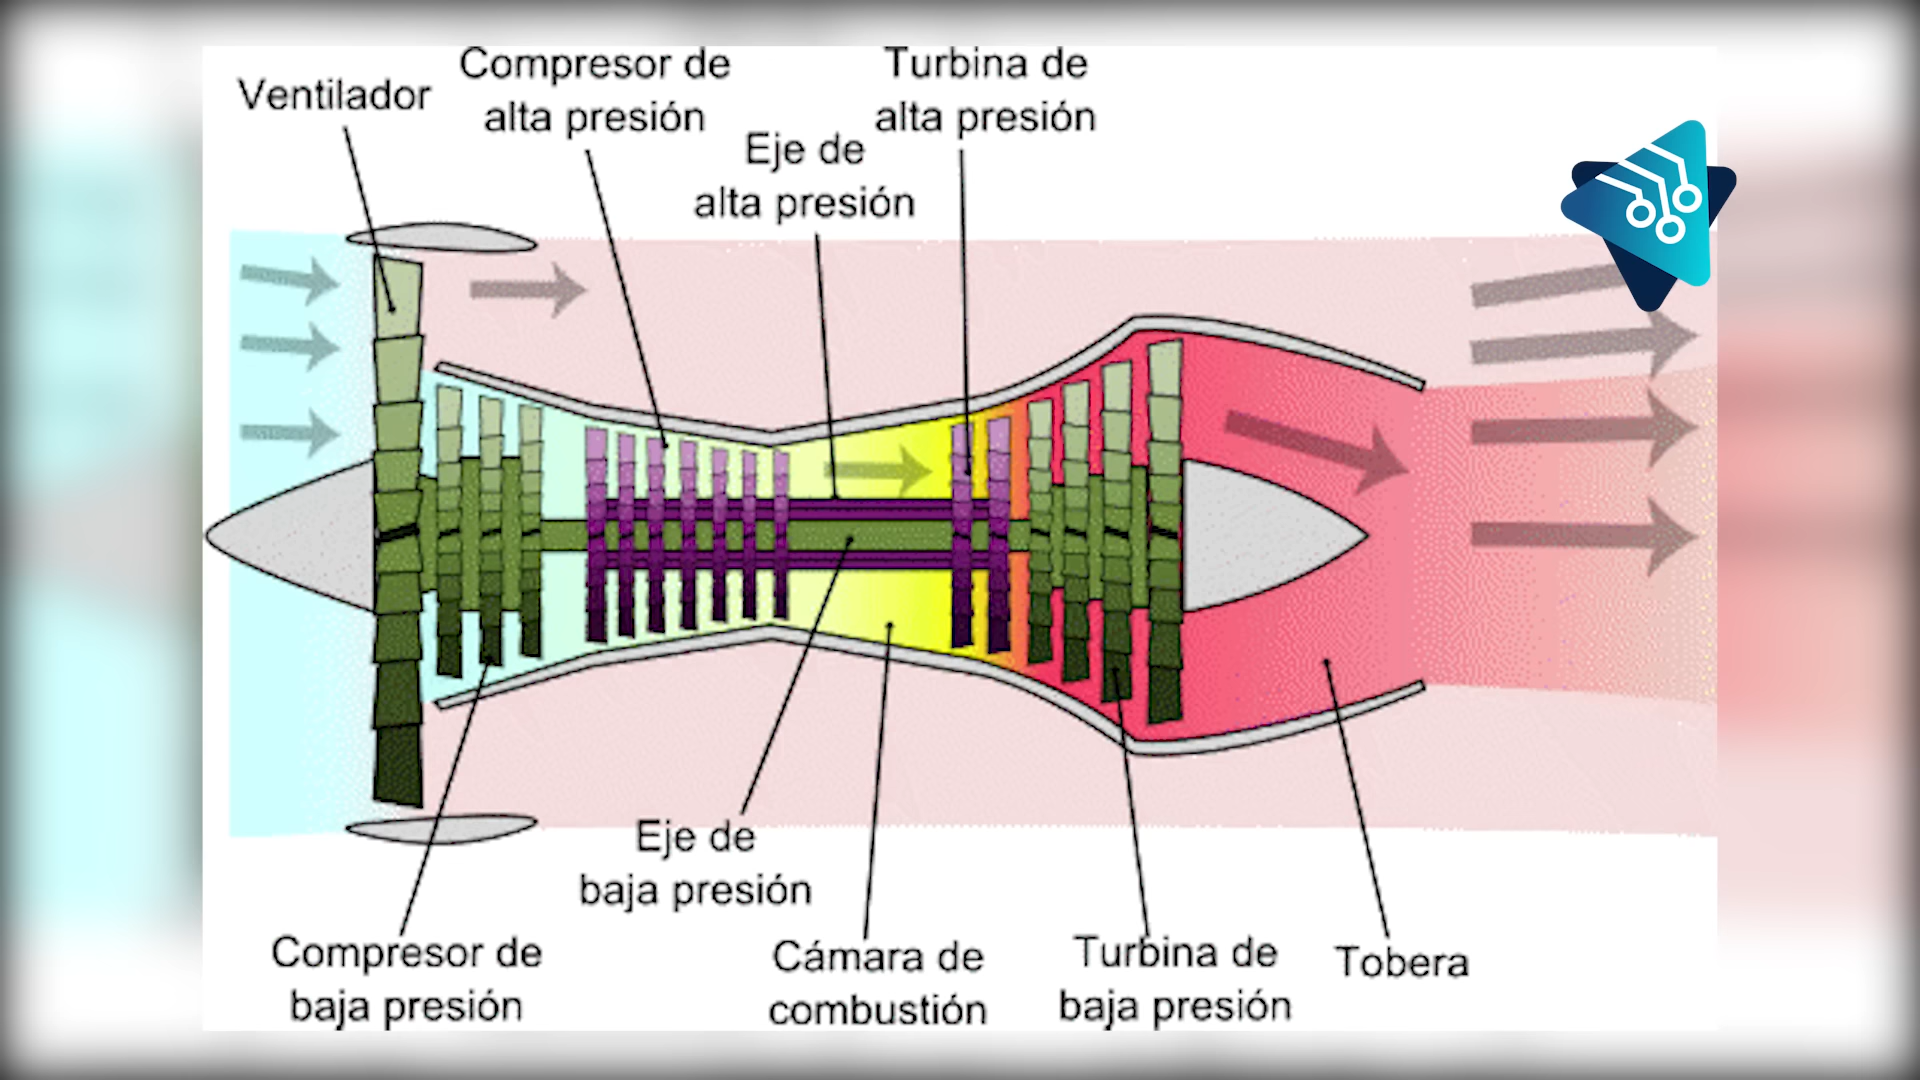 Ventilador
Compresor de
alta presión
Eje de
alta presión
Turbina de
alta presión
Compresor de
baja presión
Eje de
baja presión
Cámara de
combustión
Turbina de
baja presión
Tobera